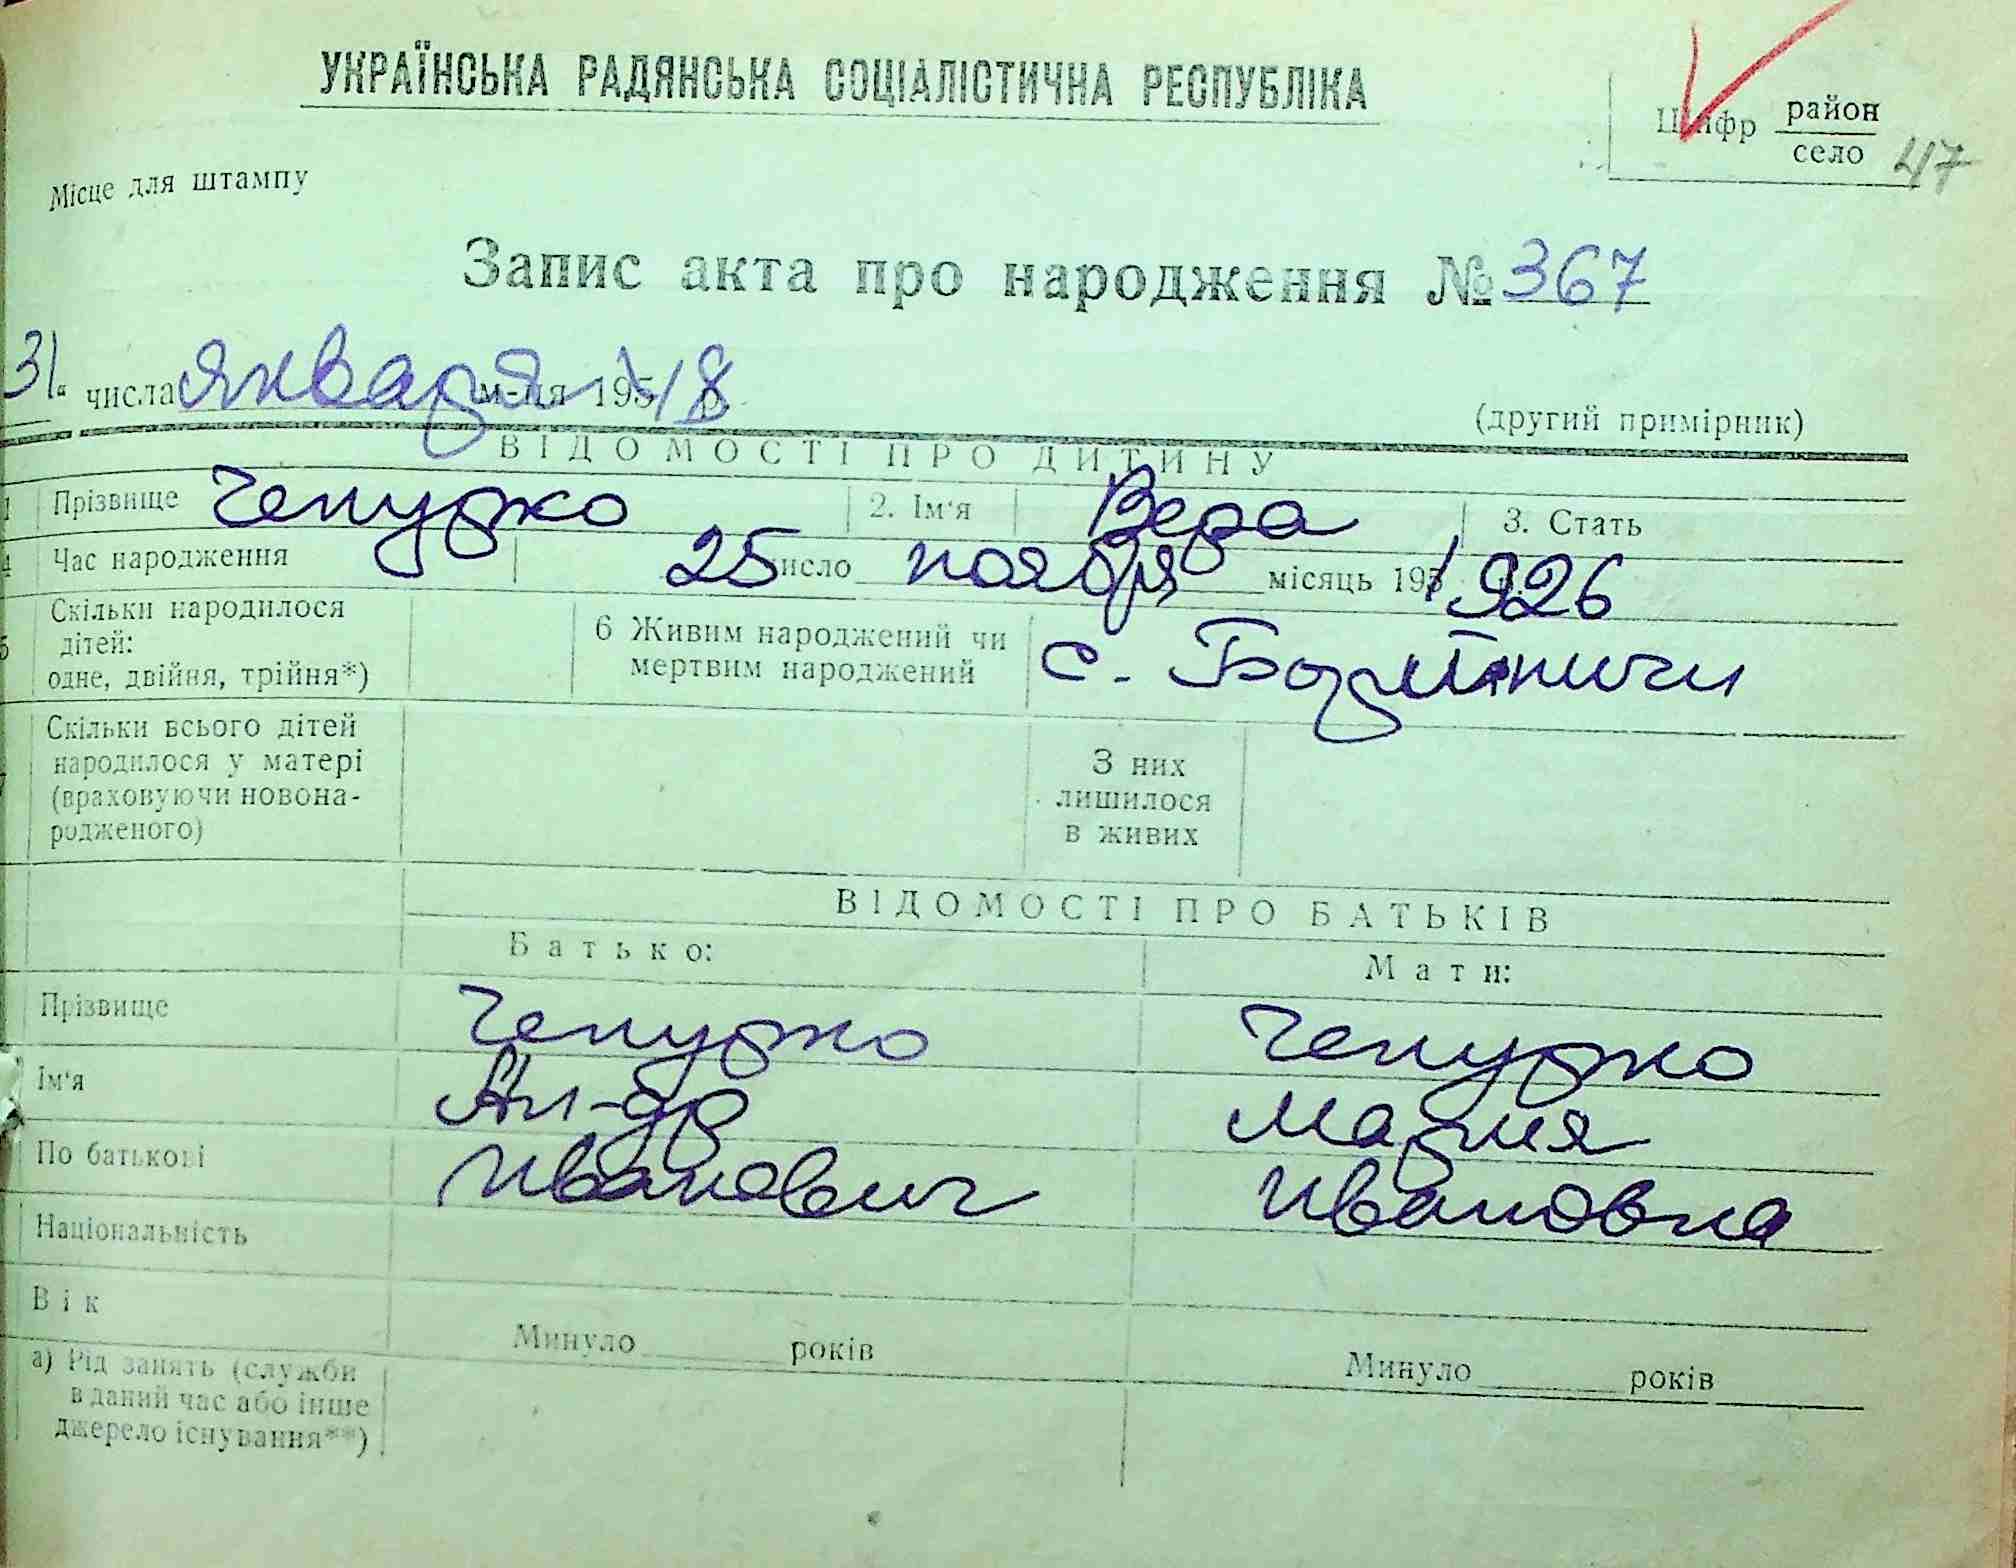 УКРАЇНСЬКА РАДЯНСЬКА СОЦІАЛІСТИЧНА РЕСПУБЛІКА
Шифр район
село 47
Місце для штампу
Запис акта про народження № 367
31 числа января м-ця 195 8
(другий примірник)
ВІДОМОСТІ ПРО ДИТИНУ
1 Прізвище Чепурко 2. Ім'я Вера 3. Стать
4 Час народження 25 число ноября місяць 195 1926
5 Скільки народилося дітей: одне, двійня, трійня*) 6 Живим народжений чи мертвим народжений с.
7 Скільки всього дітей народилося у матері (враховуючи новонародженого) З них лишилося в живих
ВІДОМОСТІ ПРО БАТЬКІВ
Батько: Мати:
Прізвище Чепурко Чепурко
Ім'я Ал-др Мария
По батькові Иванович Ивановна
Національність
Вік Минуло років Минуло років
а) Рід занять (служби
в даний час або інше
джерело існування**)